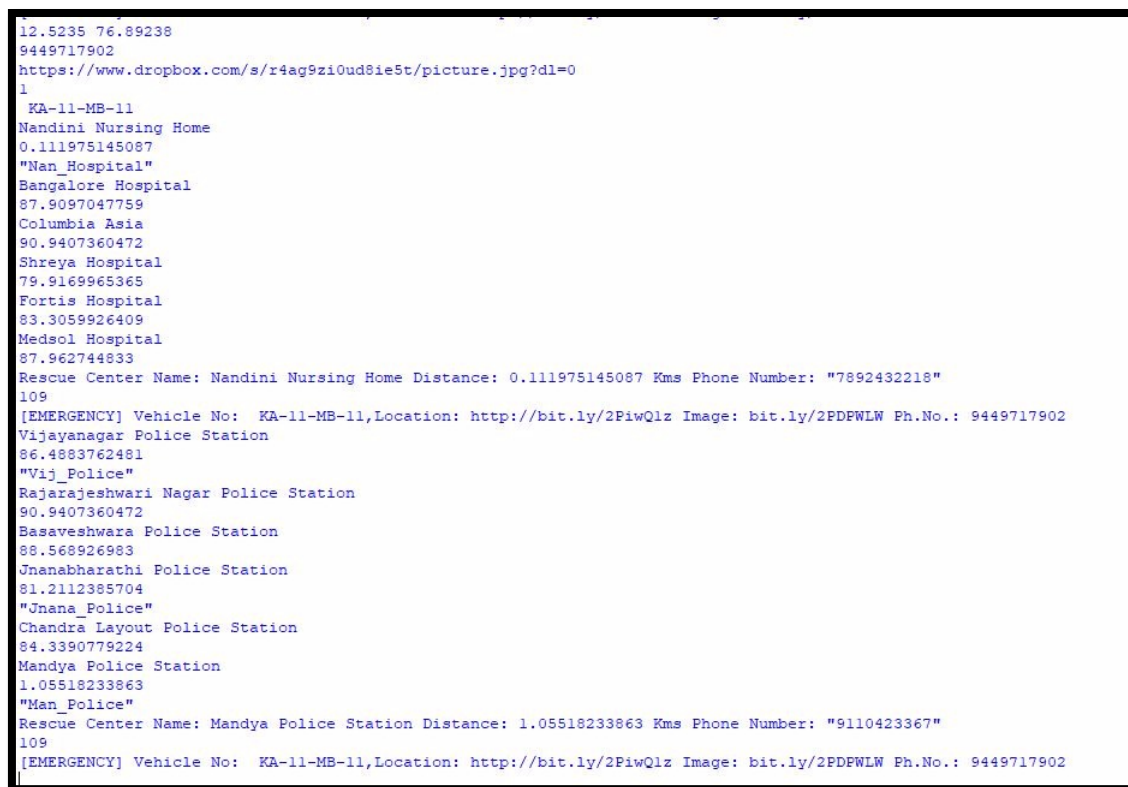 12.5235 76.89238
9449717902
https://www.dropbox.com/s/r4ag9zi0ud8ie5t/picture.jpg?dl=0
1
KA-11-MB-11
Nandini Nursing Home
0.111975145087
"Nan_Hospital"
Bangalore Hospital
87.9097047759
Columbia Asia
90.9407360472
Shreya Hospital
79.9169965365
Fortis Hospital
83.3059926409
Medsol Hospital
87.962744833
Rescue Center Name: Nandini Nursing Home Distance: 0.111975145087 Kms Phone Number: "7892432218"
109
[EMERGENCY] Vehicle No:  KA-11-MB-11,Location: http://bit.ly/2PiwQ1z Image: bit.ly/2PDPWLW Ph.No.: 9449717902
Vijayanagar Police Station
86.4883762481
"Vij_Police"
Rajarajeshwari Nagar Police Station
90.9407360472
Basaveshwara Police Station
88.568926983
Jnanabharathi Police Station
81.2112385704
"Jnana_Police"
Chandra Layout Police Station
84.3390779224
Mandya Police Station
1.05518233863
"Man_Police"
Rescue Center Name: Mandya Police Station Distance: 1.05518233863 Kms Phone Number: "9110423367"
109
[EMERGENCY] Vehicle No:  KA-11-MB-11,Location: http://bit.ly/2PiwQ1z Image: bit.ly/2PDPWLW Ph.No.: 9449717902